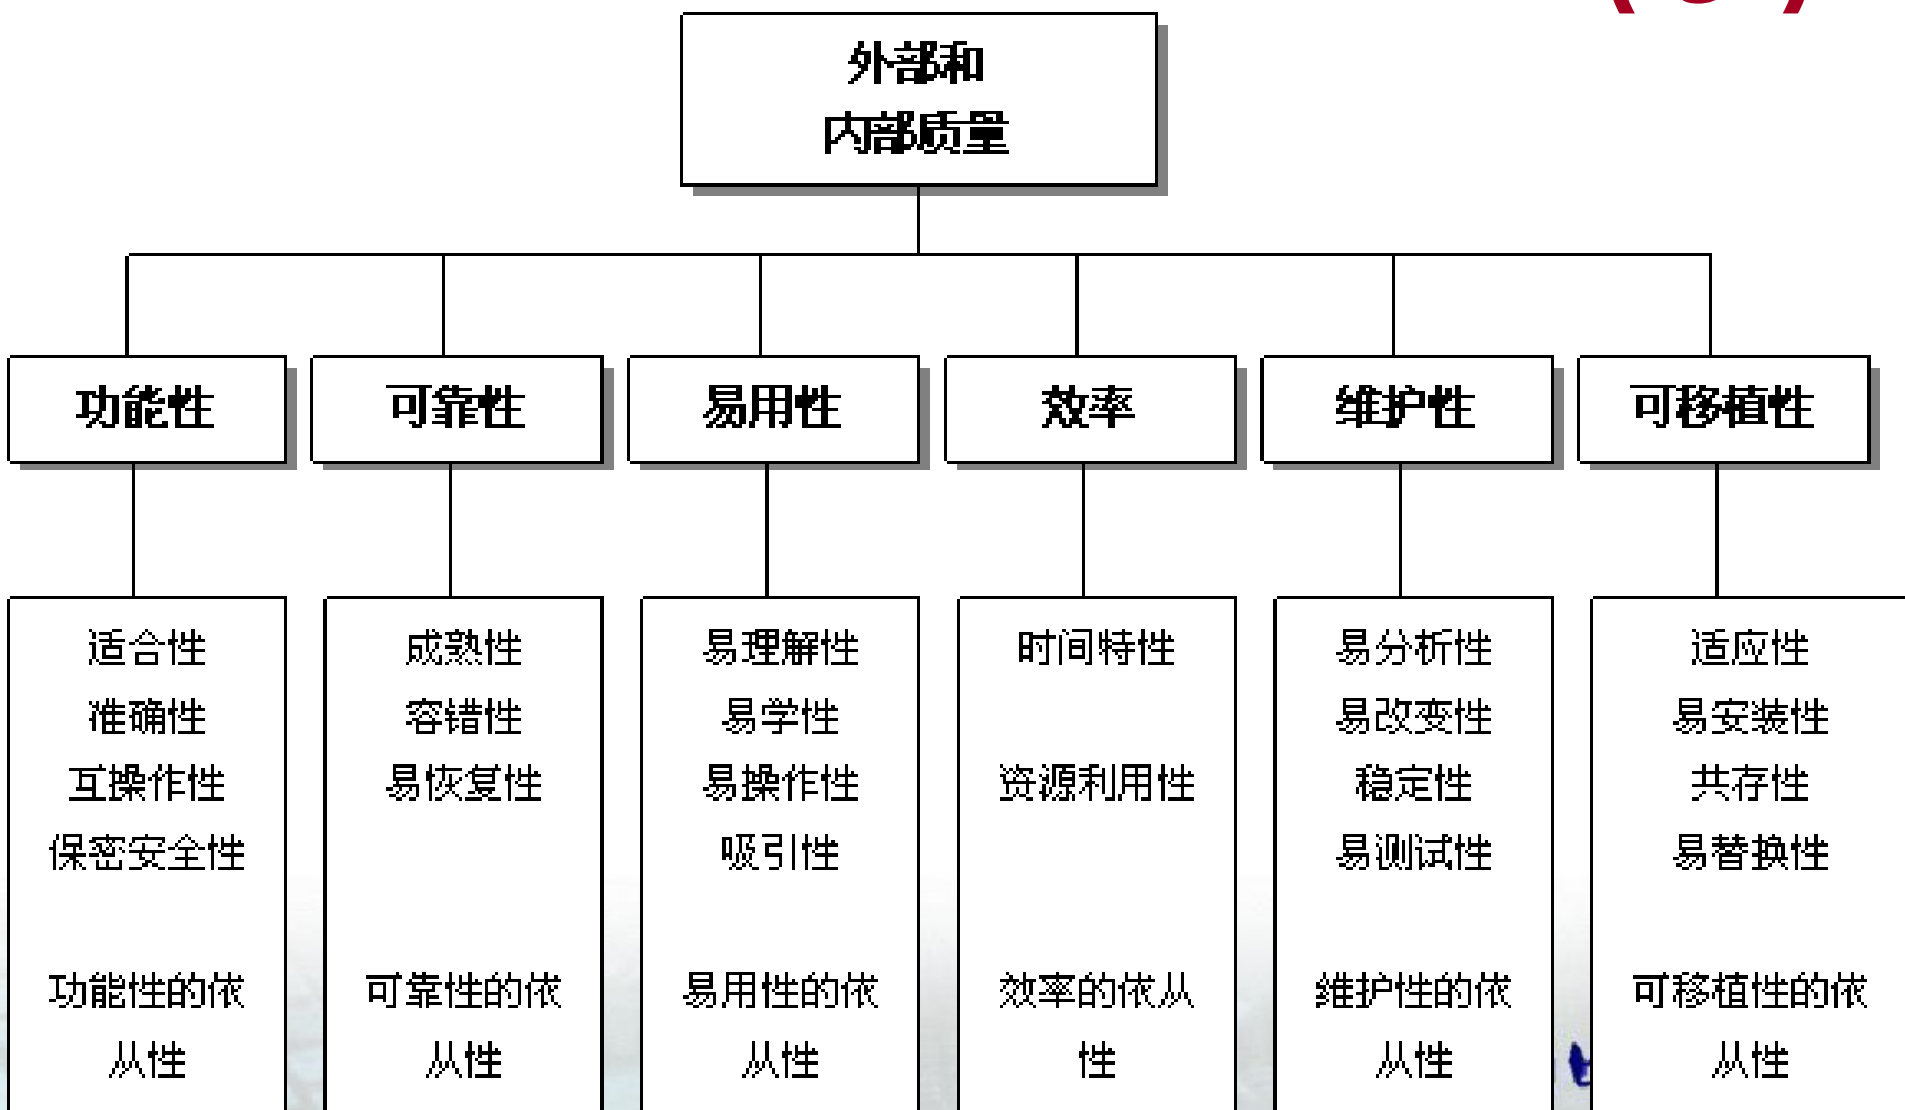 外部和
内部质量
功能性
可靠性
易用性
效率
维护性
可移植性
适合性
准确性
互操作性
保密安全性
功能性的依
从性
成熟性
容错性
易恢复性
可靠性的依
从性
易理解性
易学性
易操作性
吸引性
易用性的依
从性
时间特性
资源利用性
效率的依从
性
易分析性
易改变性
稳定性
易测试性
维护性的依
从性
适应性
易安装性
共存性
易替换性
可移植性的依
从性